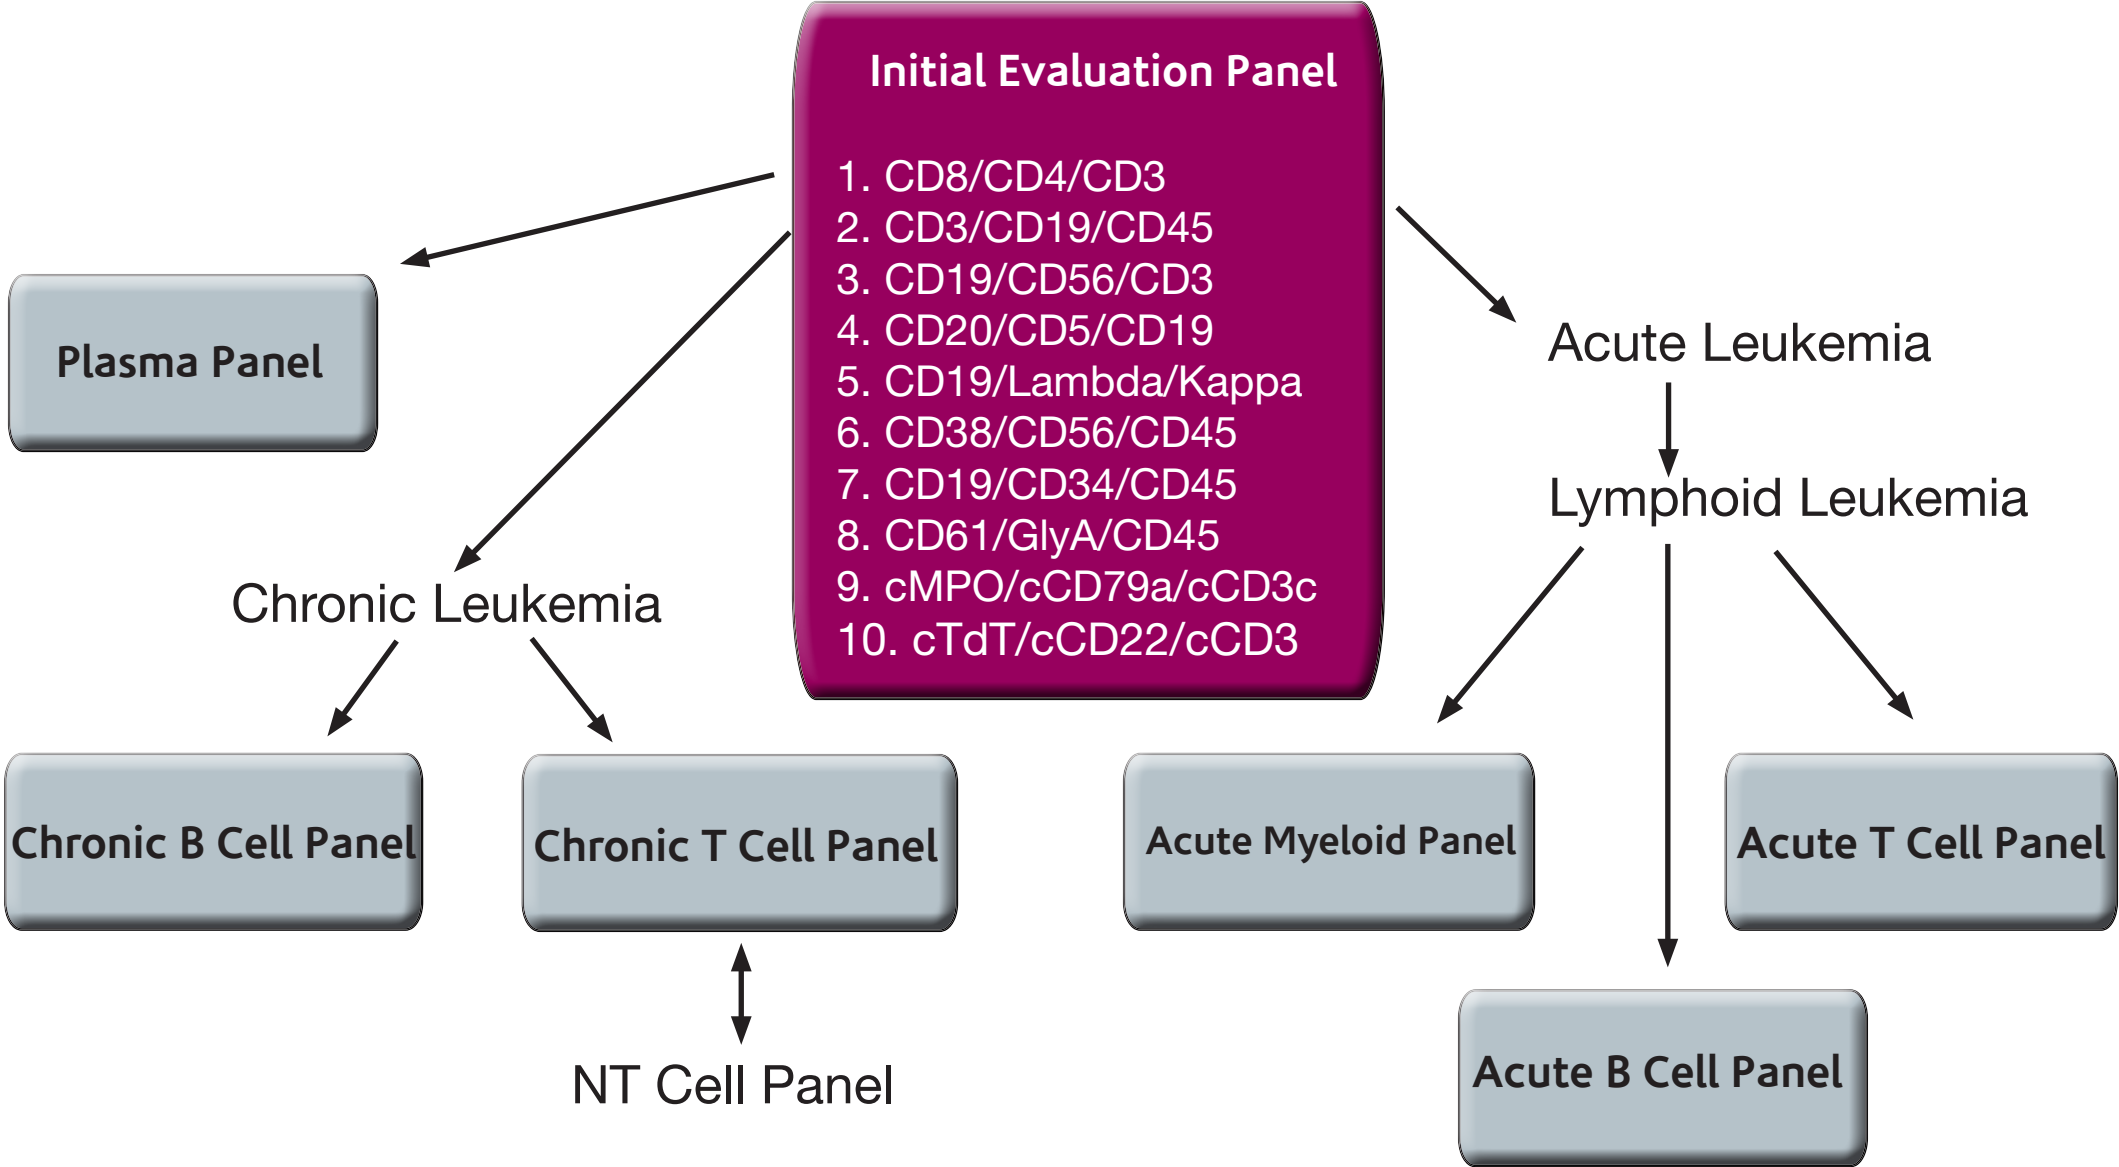 Initial Evaluation Panel
1. CD8/CD4/CD3
2. CD3/CD19/CD45
3. CD19/CD56/CD3
4. CD20/CD5/CD19
5. CD19/Lambda/Kappa
6. CD38/CD56/CD45
7. CD19/CD34/CD45
8. CD61/GlyA/CD45
9. cMPO/cCD79a/cCD3c
10. cTdT/cCD22/cCD3
Plasma Panel
Chronic Leukemia
Chronic B Cell Panel
Chronic T Cell Panel
NT Cell Panel
Acute Leukemia
Lymphoid Leukemia
Acute Myeloid Panel
Acute T Cell Panel
Acute B Cell Panel